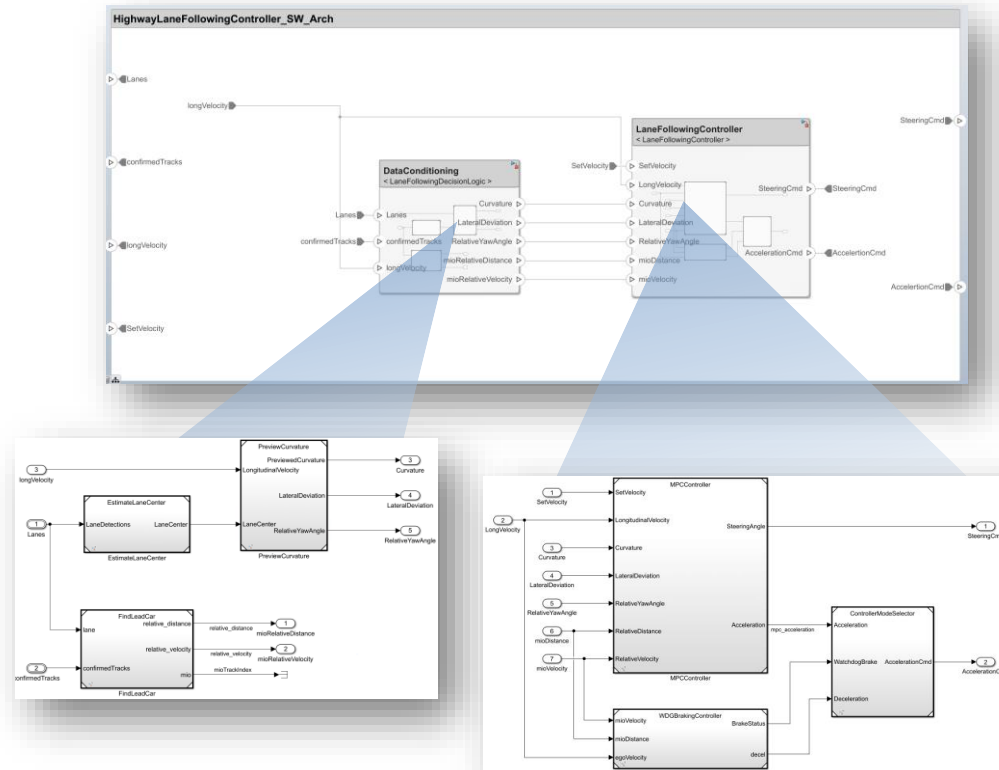 HighwayLaneFollowingController_SW_Arch
Lanes
confirmedTracks
longVelocity
SetVelocity
longVelocity
Lanes
confirmedTracks
DataConditioning
< LaneFollowingDecisionLogic >
Lanes
confirmedTracks
longVelocity
Curvature
LateralDeviation
RelativeYawAngle
mioRelativeDistance
mioRelativeVelocity
SetVelocity
LaneFollowingController
< LaneFollowingController >
SetVelocity
LongVelocity
Curvature
LateralDeviation
RelativeYawAngle
mioDistance
mioVelocity
SteeringCmd
AccelerationCmd
SteeringCmd
AccelertionCmd
SteeringCmd
AccelertionCmd
3
longVelocity
1
Lanes
2
confirmedTracks
EstimateLaneCenter
LaneDetections
LaneCenter
EstimateLaneCenter
PreviewCurvature
LongitudinalVelocity
LaneCenter
PreviewedCurvature
LateralDeviation
RelativeYawAngle
PreviewCurvature
3
Curvature
4
LateralDeviation
5
RelativeYawAngle
FindLeadCar
lane
confirmedTracks
relative_distance
relative_velocity
mio
FindLeadCar
relative_distance
relative_velocity
mioTrackIndex
1
mioRelativeDistance
2
mioRelativeVelocity
1
SetVelocity
2
LongVelocity
3
Curvature
4
LateralDeviation
5
RelativeYawAngle
6
mioDistance
7
mioVelocity
MPCController
SetVelocity
LongitudinalVelocity
Curvature
LateralDeviation
RelativeYawAngle
RelativeDistance
RelativeVelocity
SteeringAngle
Acceleration
MPCController
mpc_acceleration
WDGBrakingController
mioVelocity
mioDistance
egoVelocity
BrakeStatus
decel
ControllerModeSelector
Acceleration
WatchdogBrake
Deceleration
AccelerationCmd
1
SteeringCm
2
AccelerationC